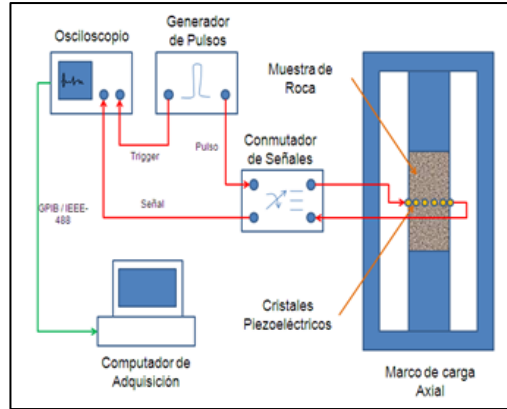 Osciloscopio
Generador
de Pulsos
Muestra de
Roca
Trigger
Pulso
Conmutador
de Señales
GPIB / IEEE-
488
Señal
Cristales
Piezoeléctricos
Computador de
Adquisición
Marco de carga
Axial